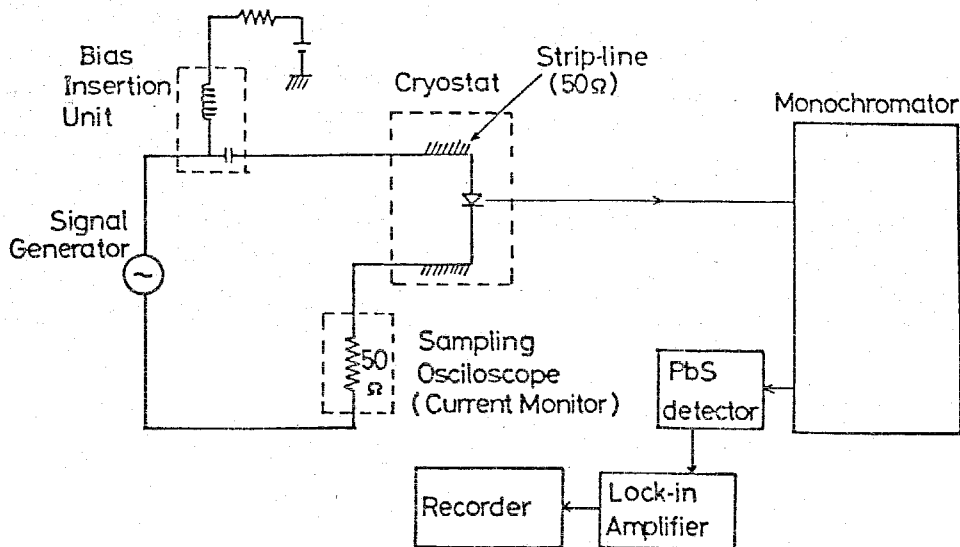 Bias
Insertion
Unit
Cryostat
Strip-line
(50Ω)
Monochromator
Signal
Generator
~
50
Ω
Sampling
Osciloscope
(Current Monitor)
PbS
detector
Lock-in
Amplifier
Recorder